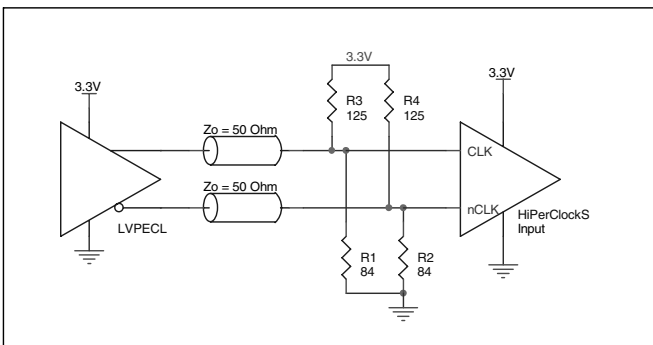 3.3V
3.3V
3.3V
R3
125
R4
125
Zo = 50 Ohm
CLK
Zo = 50 Ohm
nCLK
HiPerClockS
Input
LVPECL
R1
84
R2
84